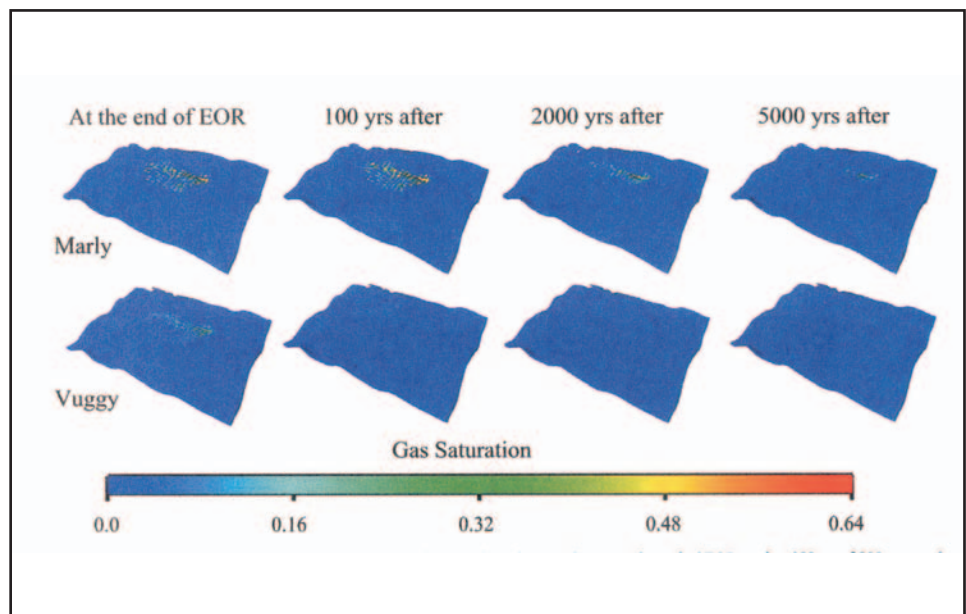 At the end of EOR 100 yrs after 2000 yrs after 5000 yrs after
Marly
Vuggy
Gas Saturation
0.0 0.16 0.32 0.48 0.64